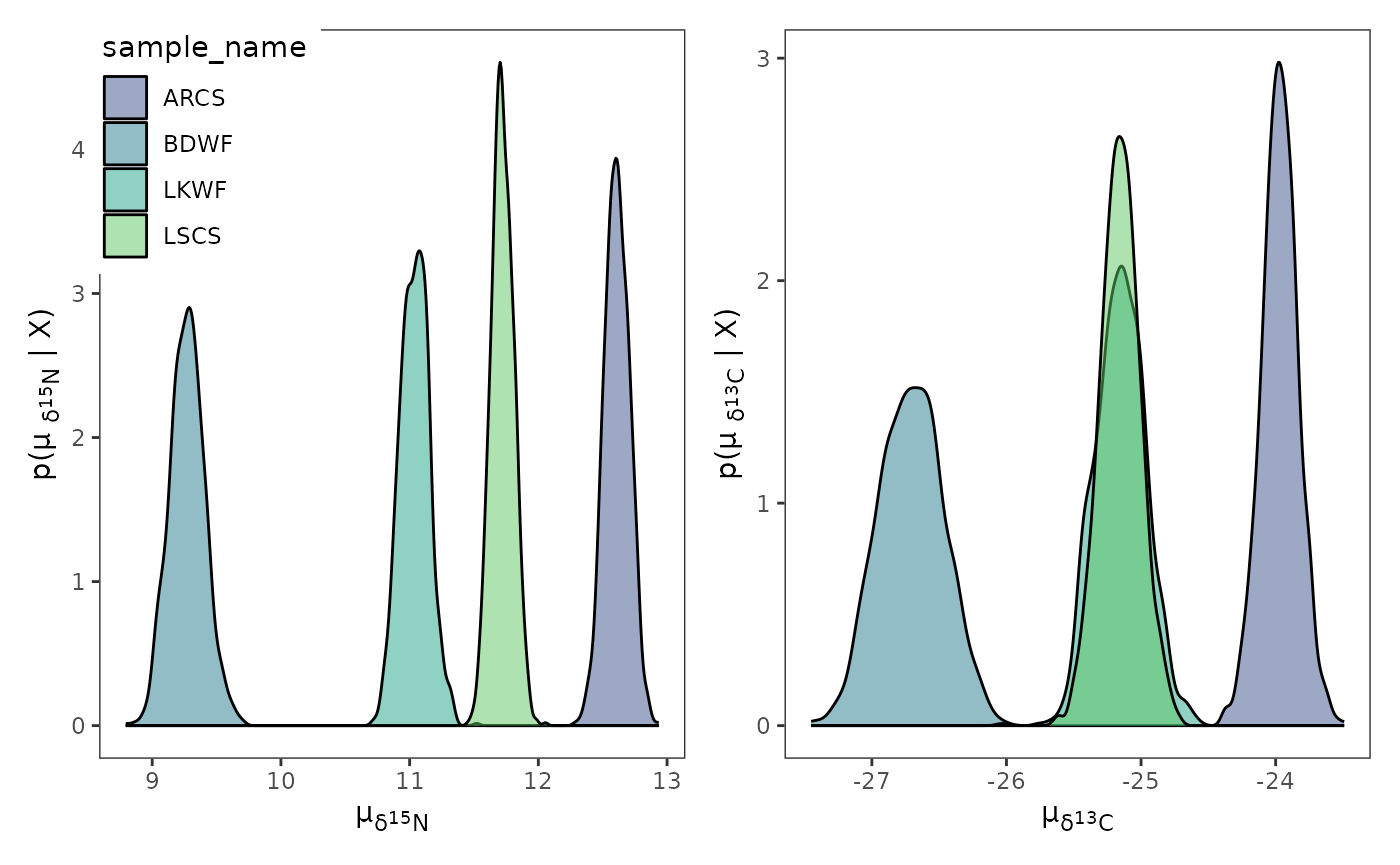 sample_name
ARCS
BDWF
LKWF
LSCS
p(μ δ¹⁵N | X)
4
3
2
1
0
9 10 11 12 13
μδ¹⁵N
p(μ δ¹³C | X)
3
2
1
0
-27 -26 -25 -24
μδ¹³C